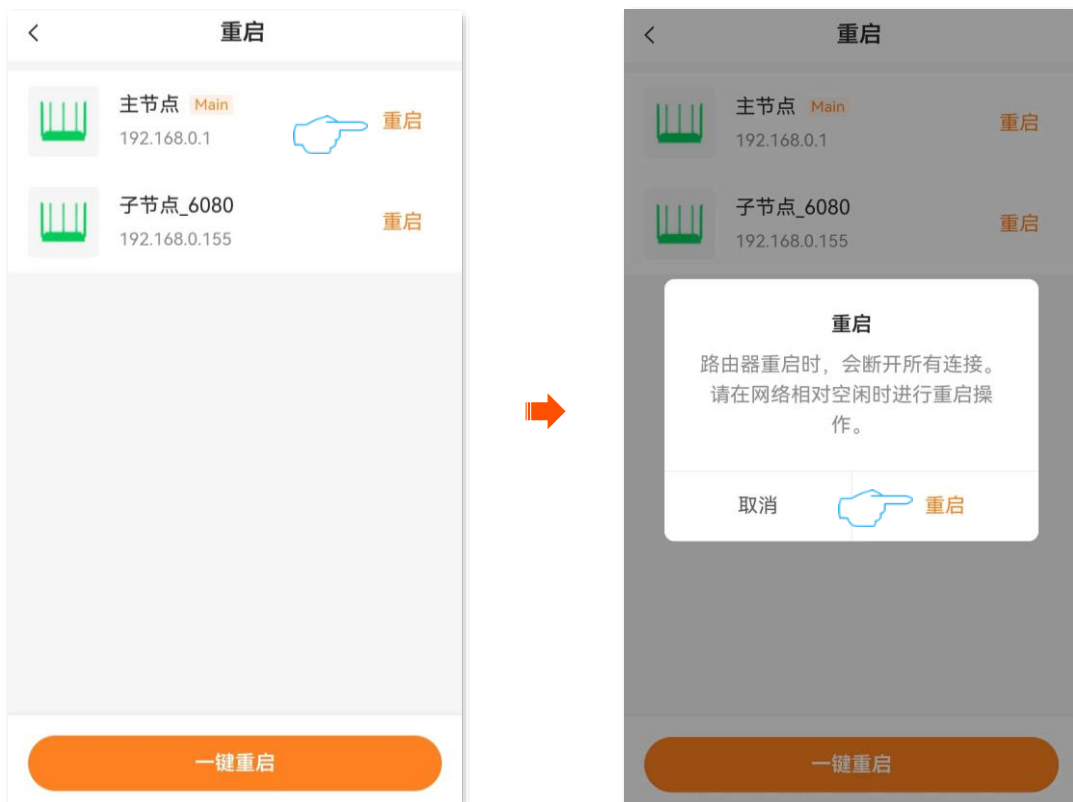 重启
主节点 Main
192.168.0.1
重启
子节点_6080
192.168.0.155
重启
一键重启
重启
主节点 Main
192.168.0.1
重启
子节点_6080
192.168.0.155
重启
重启
路由器重启时，会断开所有连接。
请在网络相对空闲时进行重启操
作。
取消
重启
一键重启